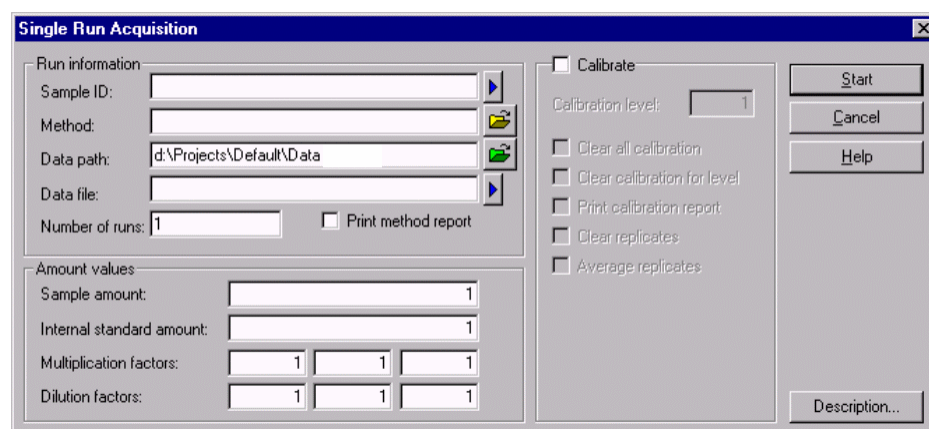 Single Run Acquisition
Run information
Sample ID:
Method:
Data path: d:\Projects\Default\Data
Data file:
Number of runs: 1 Print method report
Amount values
Sample amount: 1
Internal standard amount: 1
Multiplication factors: 1 1 1
Dilution factors: 1 1 1
Calibrate
Calibration level: 1
Clear all calibration
Clear calibration for level
Print calibration report
Clear replicates
Average replicates
Start
Cancel
Help
Description...